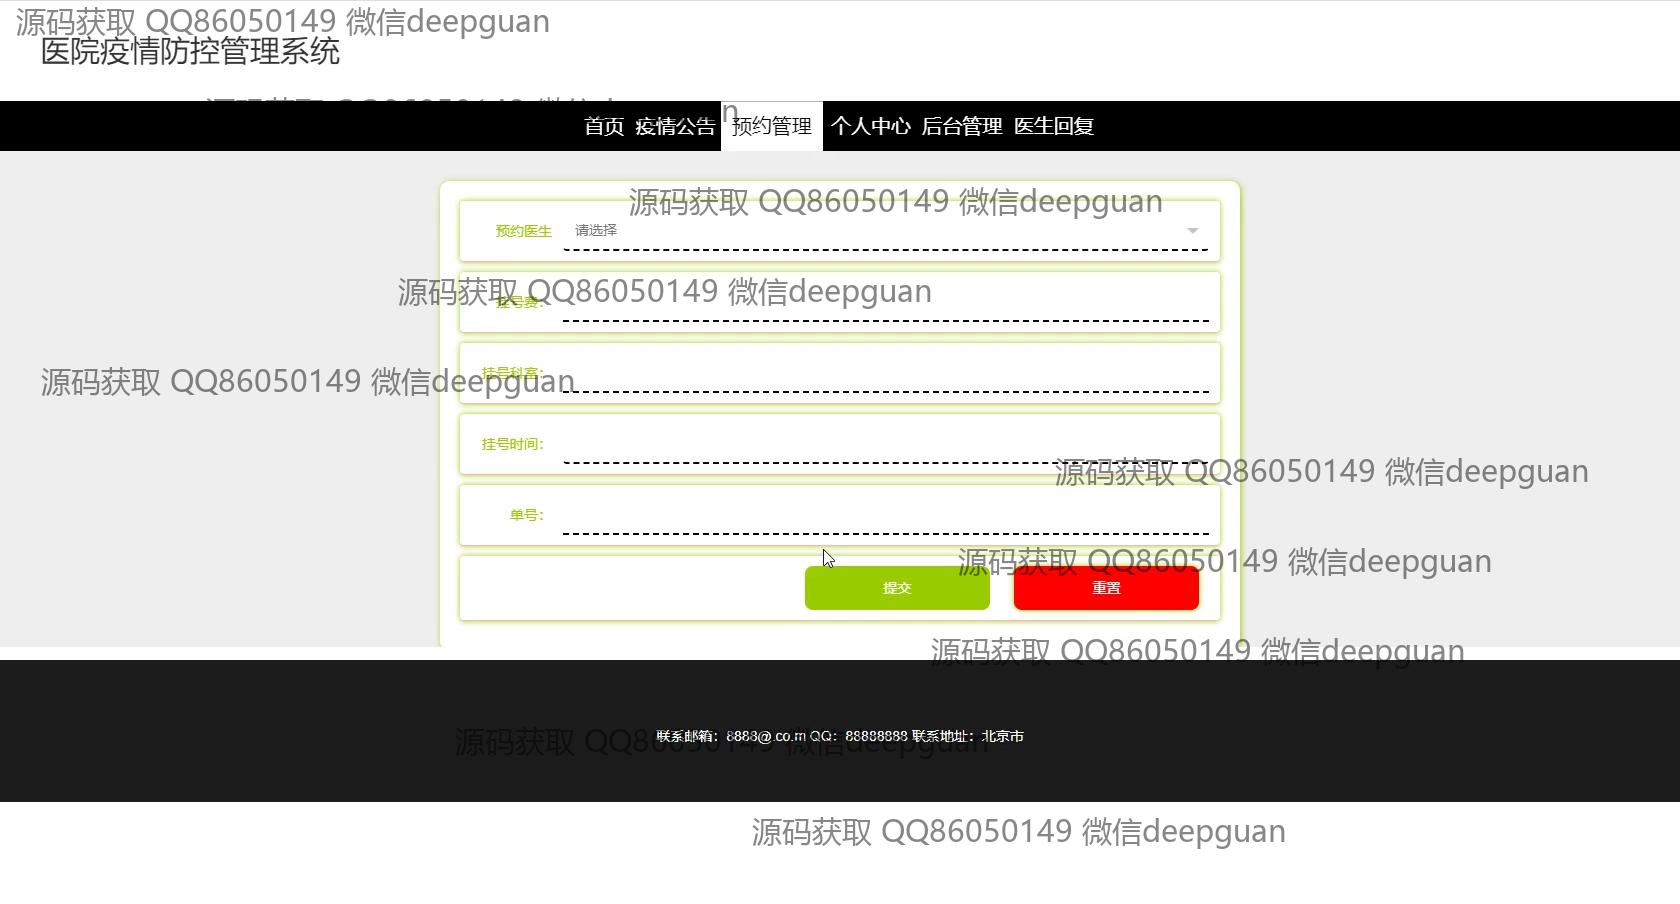 源码获取 QQ86050149 微信deepguan
医院疫情防控管理系统
首页 疫情公告 预约管理 个人中心 后台管理 医生回复
源码获取 QQ86050149 微信deepguan
预约医生 请选择
源码获取 QQ86050149 微信deepguan
挂号费：
源码获取 QQ86050149 微信deepguan
挂号科室：
挂号时间：
源码获取 QQ86050149 微信deepguan
单号：
源码获取 QQ86050149 微信deepguan
提交 重置
源码获取 QQ86050149 微信deepguan
源码获取 QQ86050149 微信deepguan
联系邮箱：8888@.co.m QQ：88888888 联系地址：北京市
源码获取 QQ86050149 微信deepguan